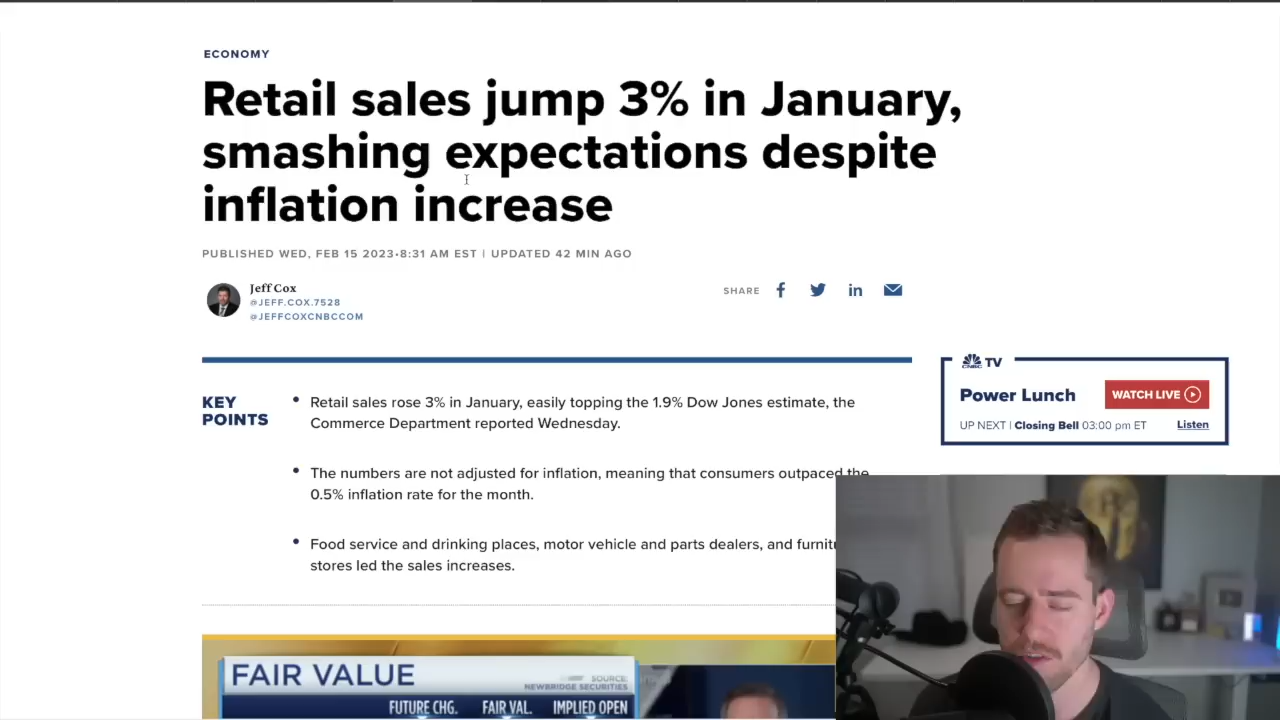 ECONOMY
Retail sales jump 3% in January,
smashing expectations despite
inflation increase
PUBLISHED WED, FEB 15 2023•8:31 AM EST | UPDATED 42 MIN AGO
Jeff Cox
@JEFF.COX.7528
@JEFFCOXCNBCCOM
SHARE
KEY
POINTS
• Retail sales rose 3% in January, easily topping the 1.9% Dow Jones estimate, the
Commerce Department reported Wednesday.
• The numbers are not adjusted for inflation, meaning that consumers outpaced the
0.5% inflation rate for the month.
• Food service and drinking places, motor vehicle and parts dealers, and
stores led the sales increases.
CNBC TV
Power Lunch
WATCH LIVE
UP NEXT | Closing Bell 03:00 pm ET
Listen
FAIR VALUE
SOURCE:
NEWBRIDGE SECURITIES
FUTURE CHG. FAIR VAL. IMPLIED OPEN